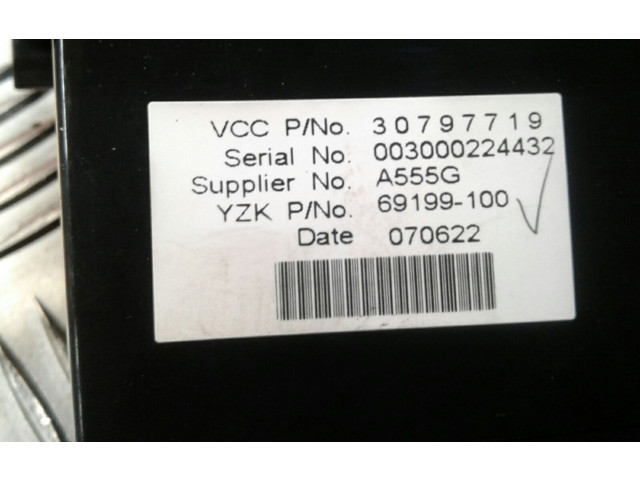 VCC P/No. 30797719
Serial No. 003000224432
Supplier No. A555G
YZK P/No. 69199-100
Date 070622